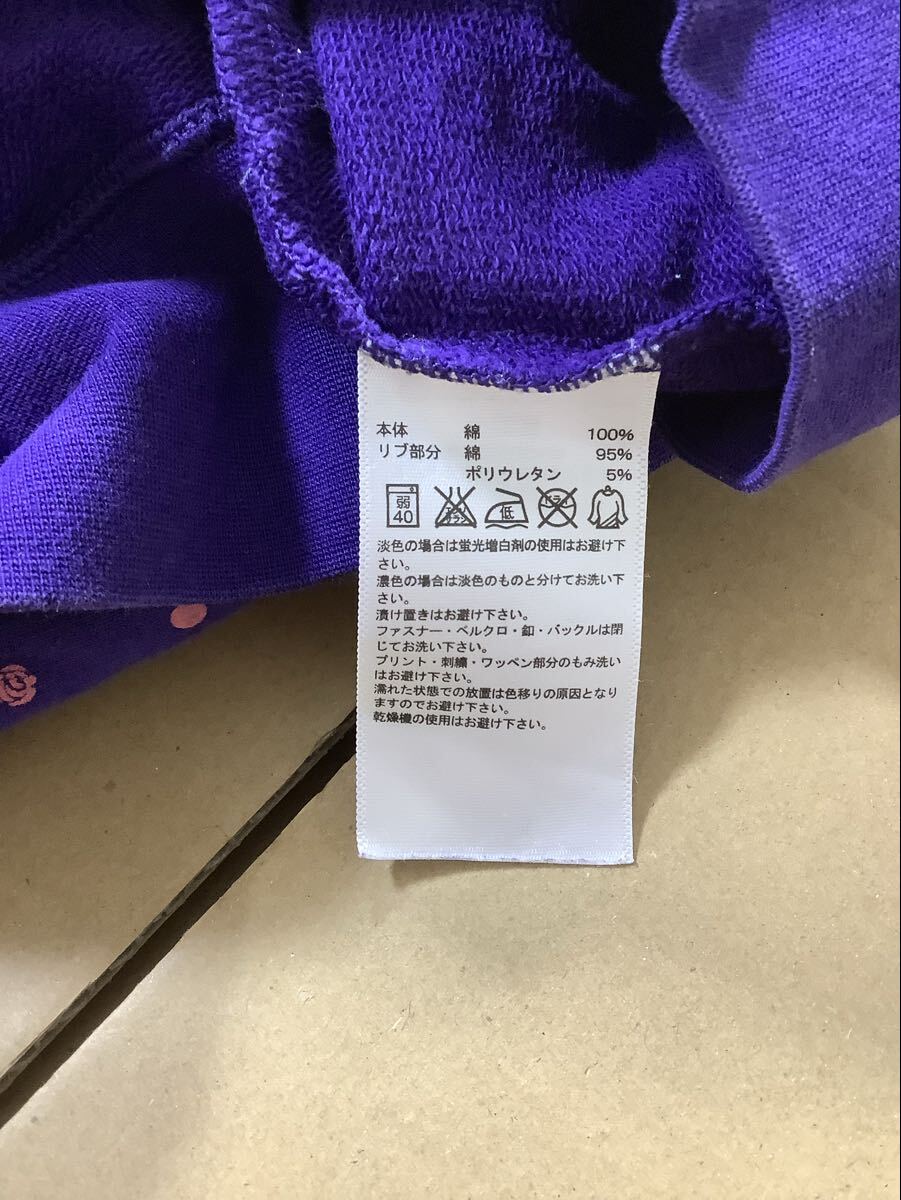 本体 綿 100%
リブ部分 綿 95%
ポリウレタン 5%
弱 40 低
淡色の場合は蛍光増白剤の使用はお避け下
さい。
濃色の場合は淡色のものと分けてお洗い下
さい。
漬け置きはお避け下さい。
ファスナー・ベルクロ・釦・バックルは閉
じてお洗い下さい。
プリント・刺繍・ワッペン部分のもみ洗い
はお避け下さい。
濡れた状態での放置は色移りの原因となり
ますのでお避け下さい。
乾燥機の使用はお避け下さい。